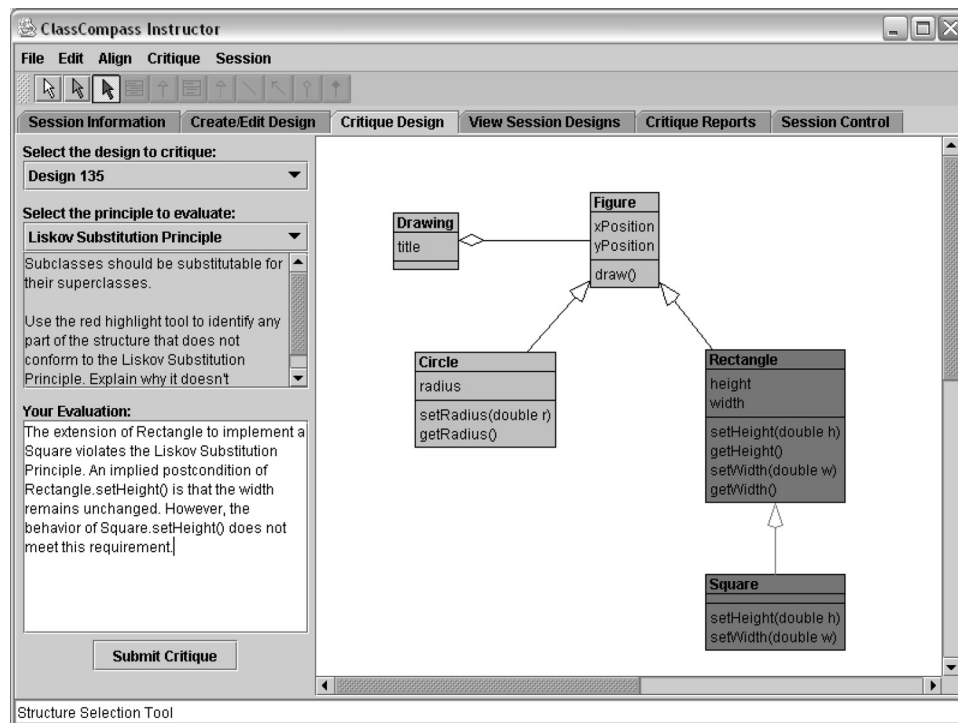 ClassCompass Instructor
File Edit Align Critique Session
Session Information Create/Edit Design Critique Design View Session Designs Critique Reports Session Control
Select the design to critique:
Design 135
Select the principle to evaluate:
Liskov Substitution Principle
Subclasses should be substitutable for
their superclasses.
Use the red highlight tool to identify any
part of the structure that does not
conform to the Liskov Substitution
Principle. Explain why it doesn't
Your Evaluation:
The extension of Rectangle to implement a
Square violates the Liskov Substitution
Principle. An implied postcondition of
Rectangle.setHeight() is that the width
remains unchanged. However, the
behavior of Square.setHeight() does not
meet this requirement.
Submit Critique
Drawing
title
Figure
xPosition
yPosition
draw()
Circle
radius
setRadius(double r)
getRadius()
Rectangle
height
width
setHeight(double h)
getHeight()
setWidth(double w)
getWidth()
Square
setHeight(double h)
setWidth(double w)
Structure Selection Tool